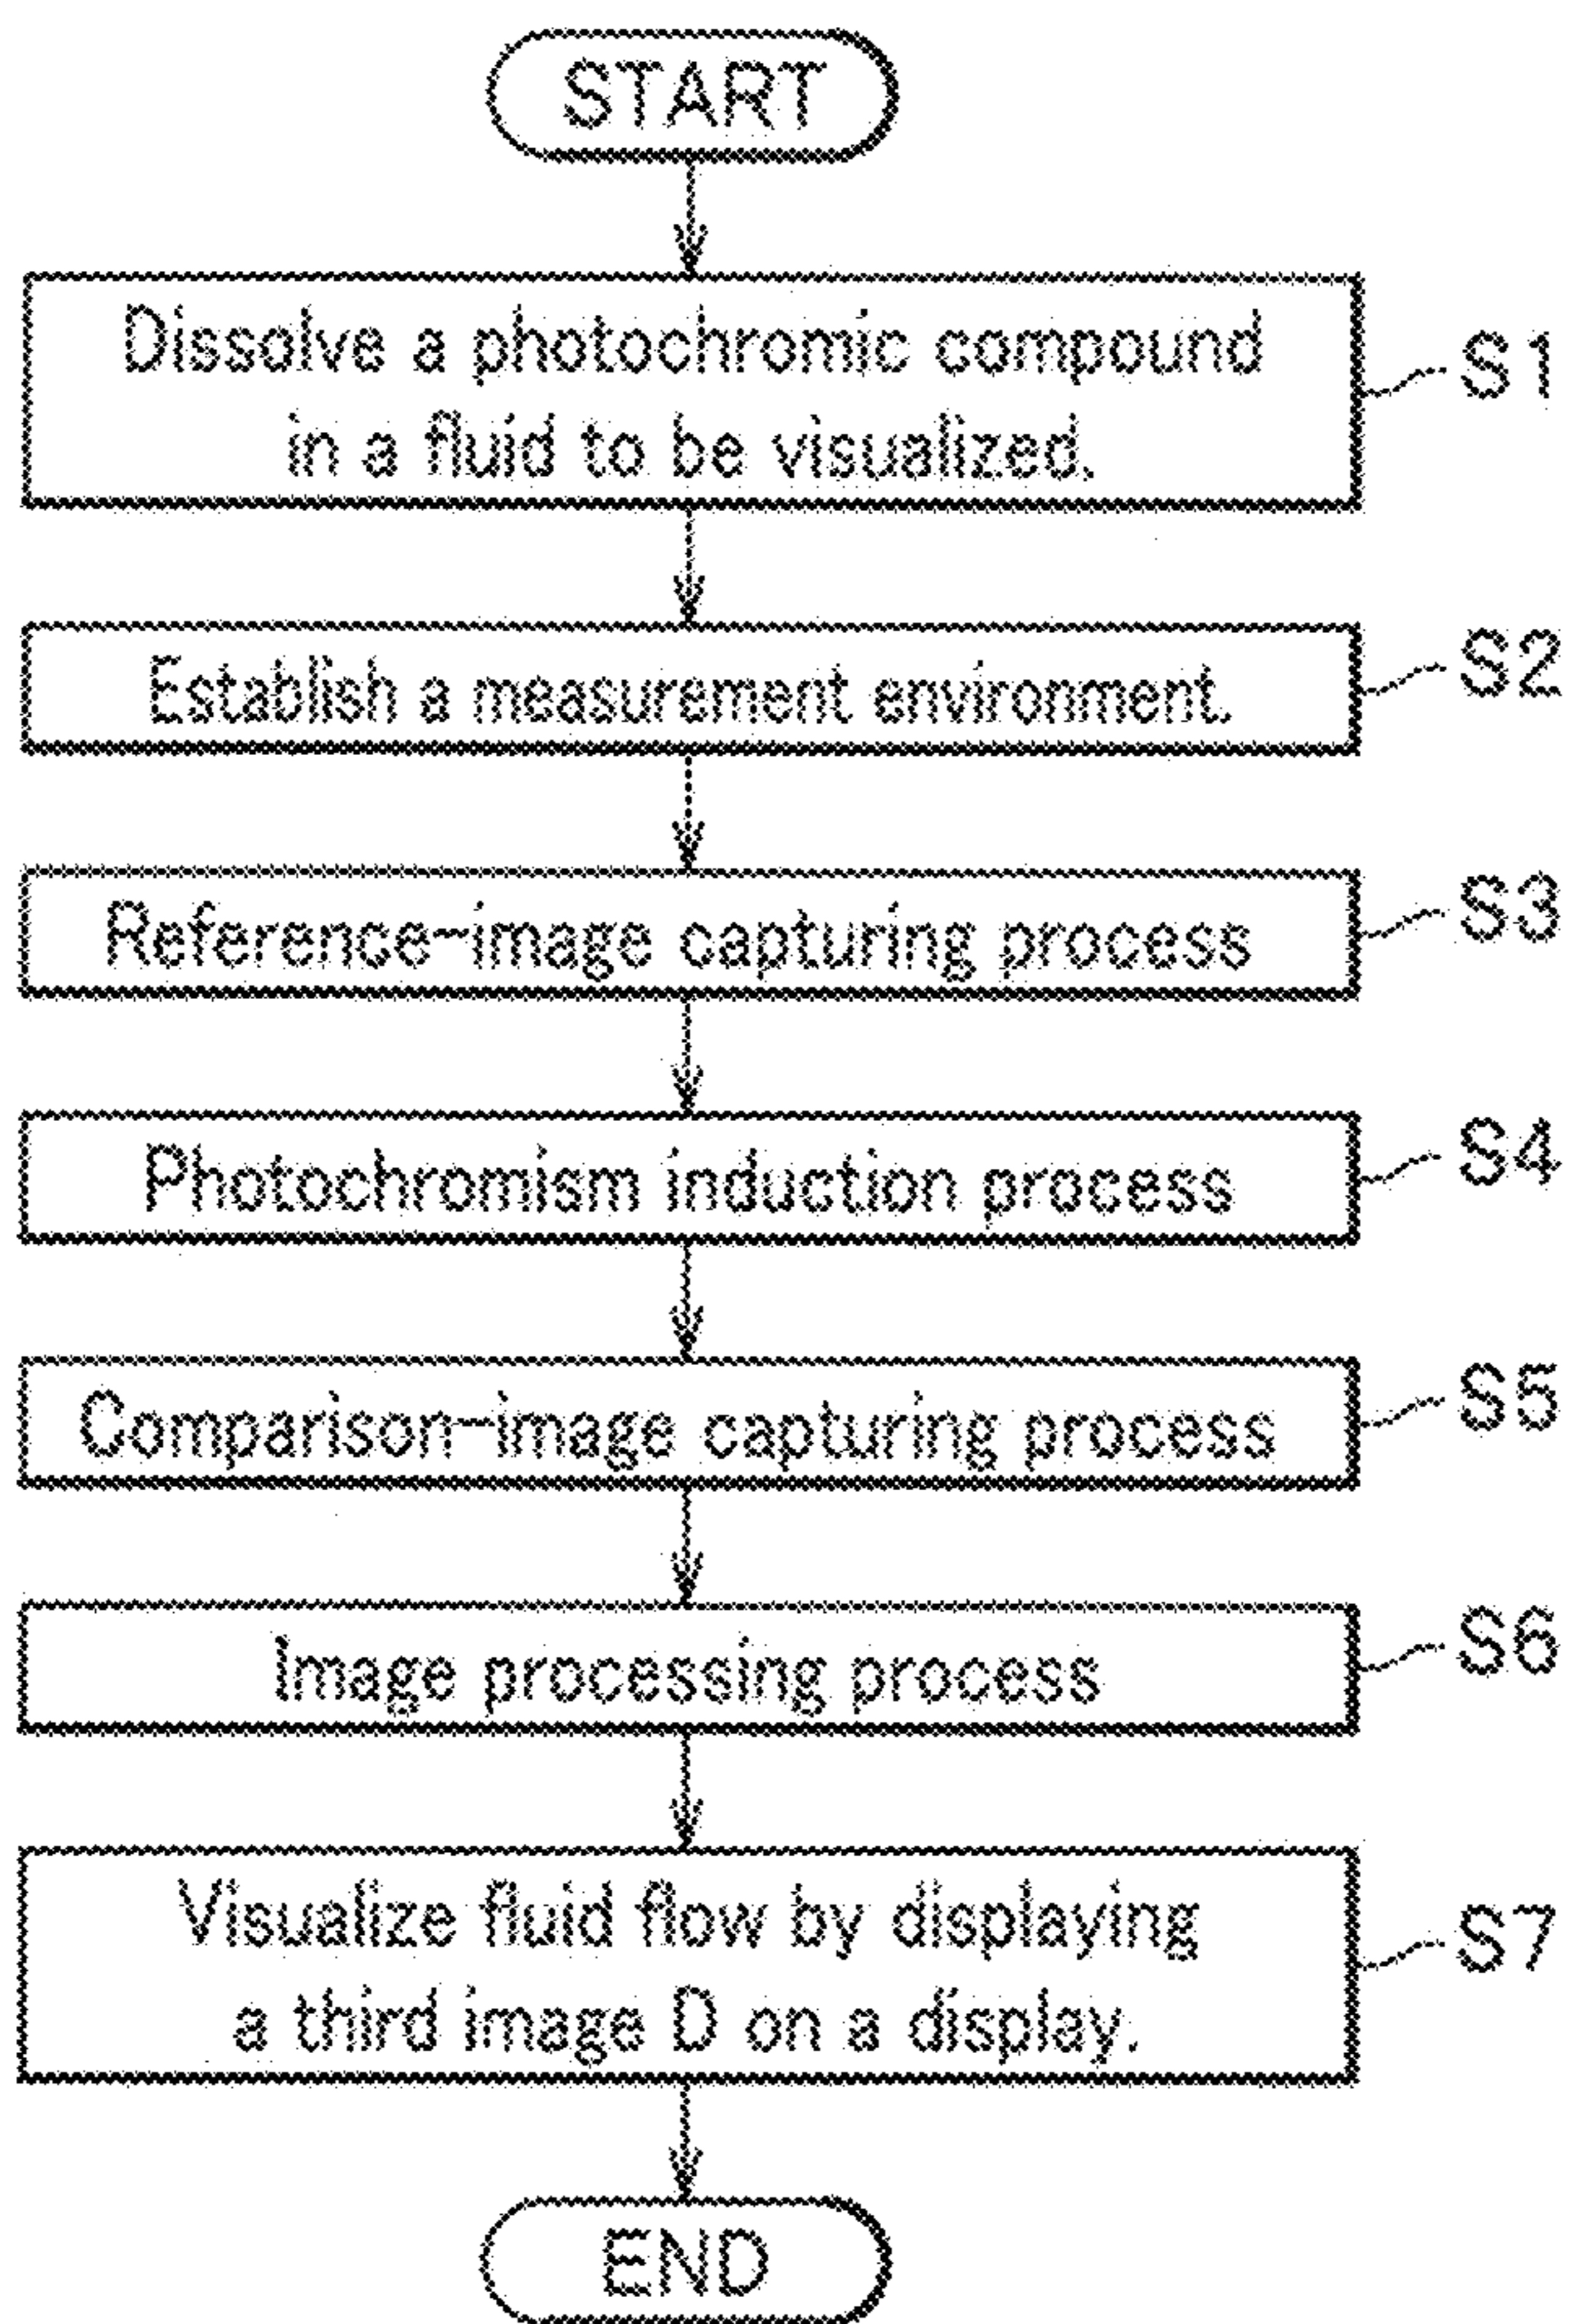 START
Dissolve a photochromic compound
in a fluid to be visualized.
S1
Establish a measurement environment.
S2
Reference-image capturing process
S3
Photochromism induction process
S4
Comparison-image capturing process
S5
Image processing process
S6
Visualize fluid flow by displaying
a third image D on a display.
S7
END